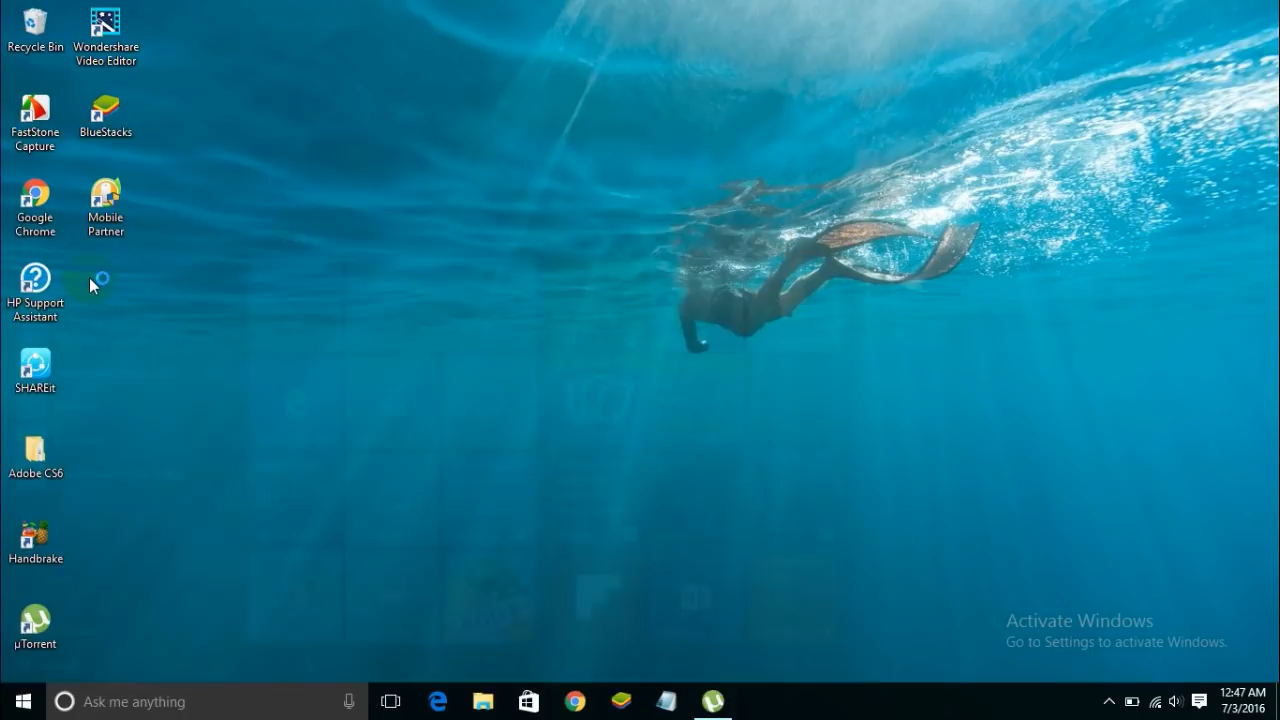 Recycle Bin
Wondershare
Video Editor
FastStone
Capture
BlueStacks
Google
Chrome
Mobile
Partner
HP Support
Assistant
SHAREit
Adobe CS6
Handbrake
µTorrent
Activate Windows
Go to Settings to activate Windows.
Ask me anything
12:47 AM
7/3/2016